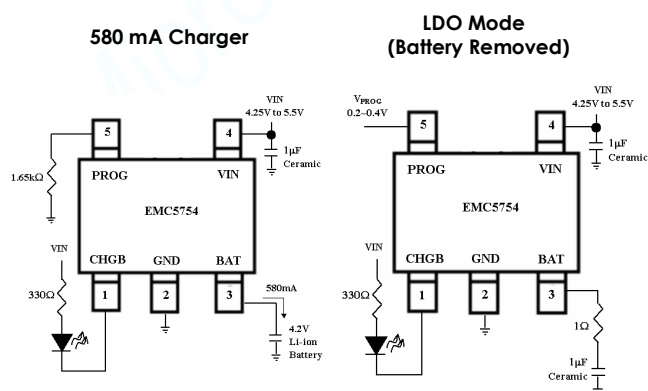 580 mA Charger
VIN
4.25V to 5.5V
5
4
1µF
Ceramic
1.65kΩ
PROG
VIN
EMC5754
VIN
CHGB
GND
BAT
330Ω
1
2
3
580mA
4.2V
Li-ion
Battery
LDO Mode
(Battery Removed)
VPROG
0.2~0.4V
VIN
4.25V to 5.5V
5
4
1µF
Ceramic
PROG
VIN
EMC5754
VIN
CHGB
GND
BAT
330Ω
1
2
3
1Ω
1µF
Ceramic